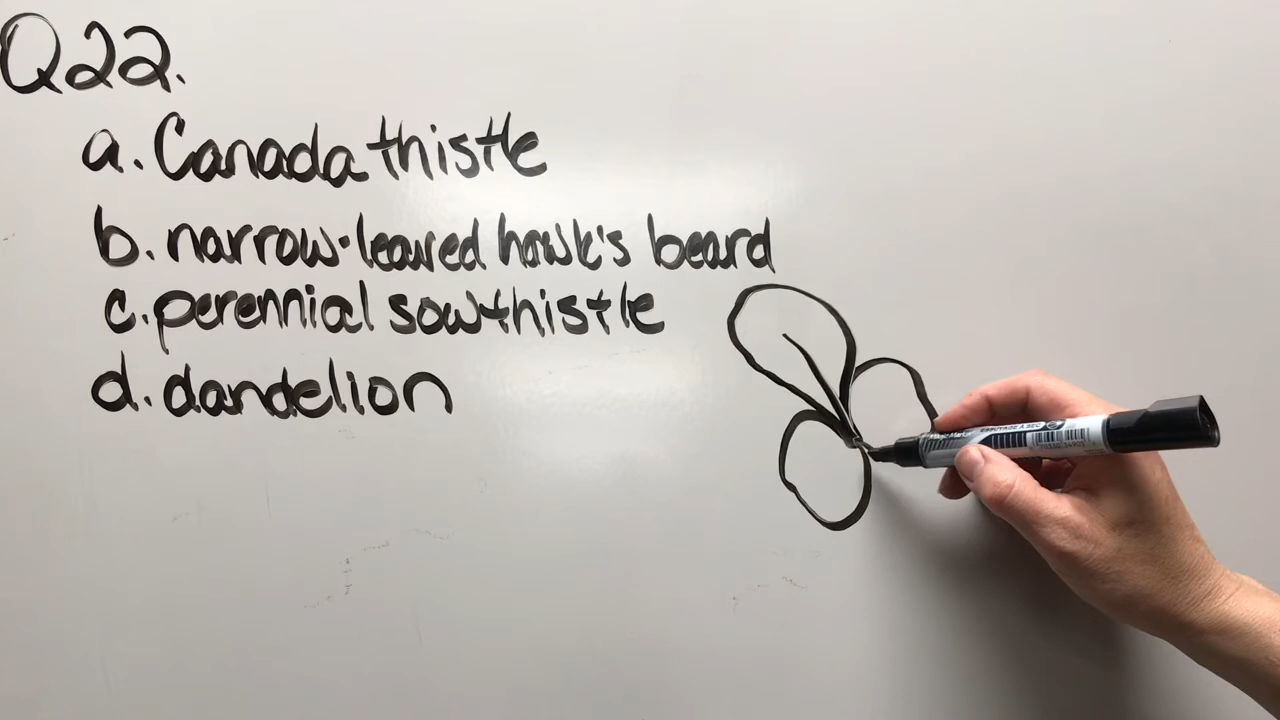 Q22.
a. Canada thistle
b. narrow-leaved hawk's beard
c. perennial sowthistle
d. dandelion